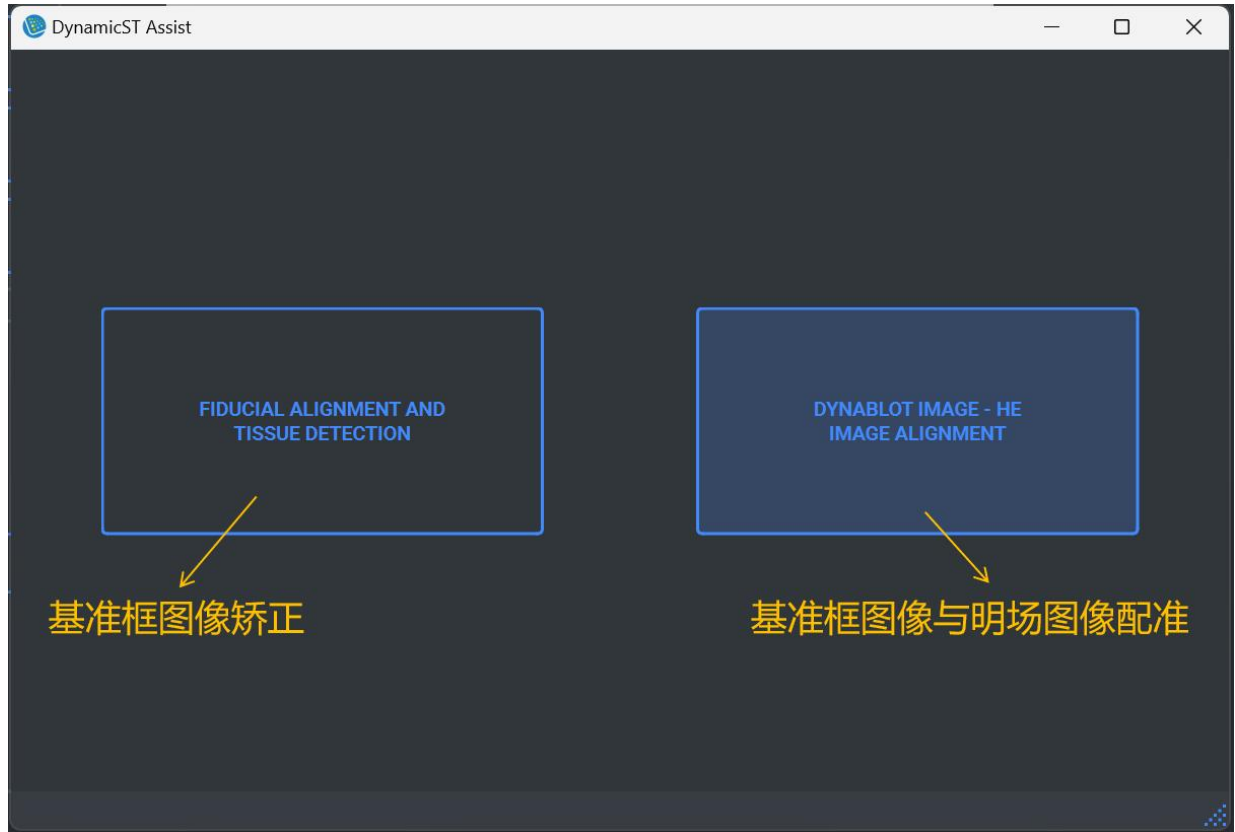 DynamicST Assist
FIDUCIAL ALIGNMENT AND
TISSUE DETECTION
DYNABLOT IMAGE - HE
IMAGE ALIGNMENT
基准框图像矫正
基准框图像与明场图像配准